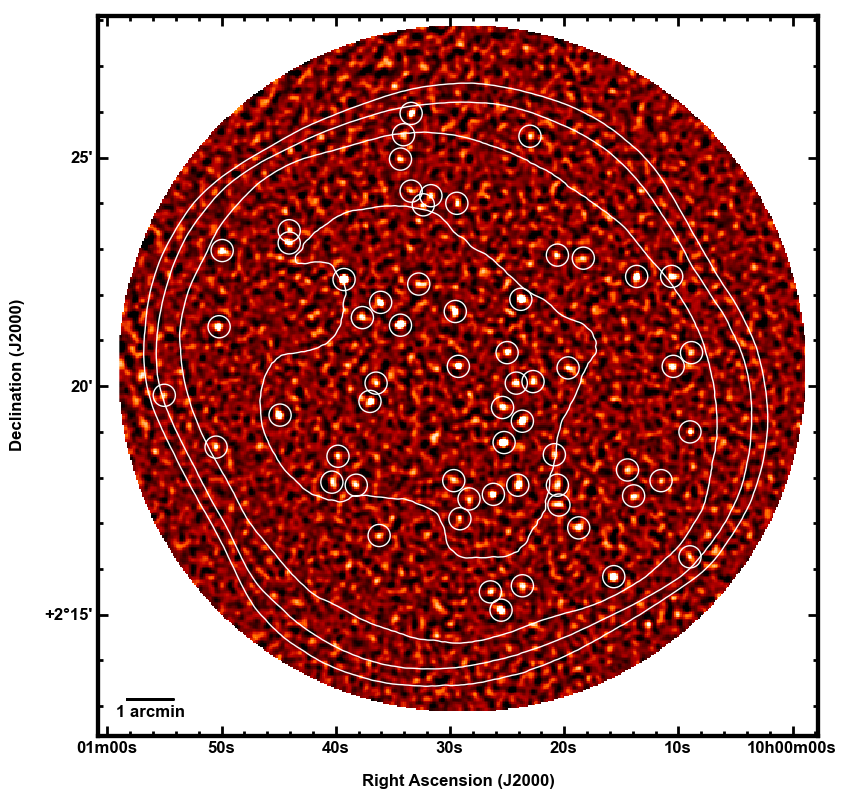 25'
20'
+2°15'
Declination (J2000)
1 arcmin
01m00s 50s 40s 30s 20s 10s 10h00m00s
Right Ascension (J2000)